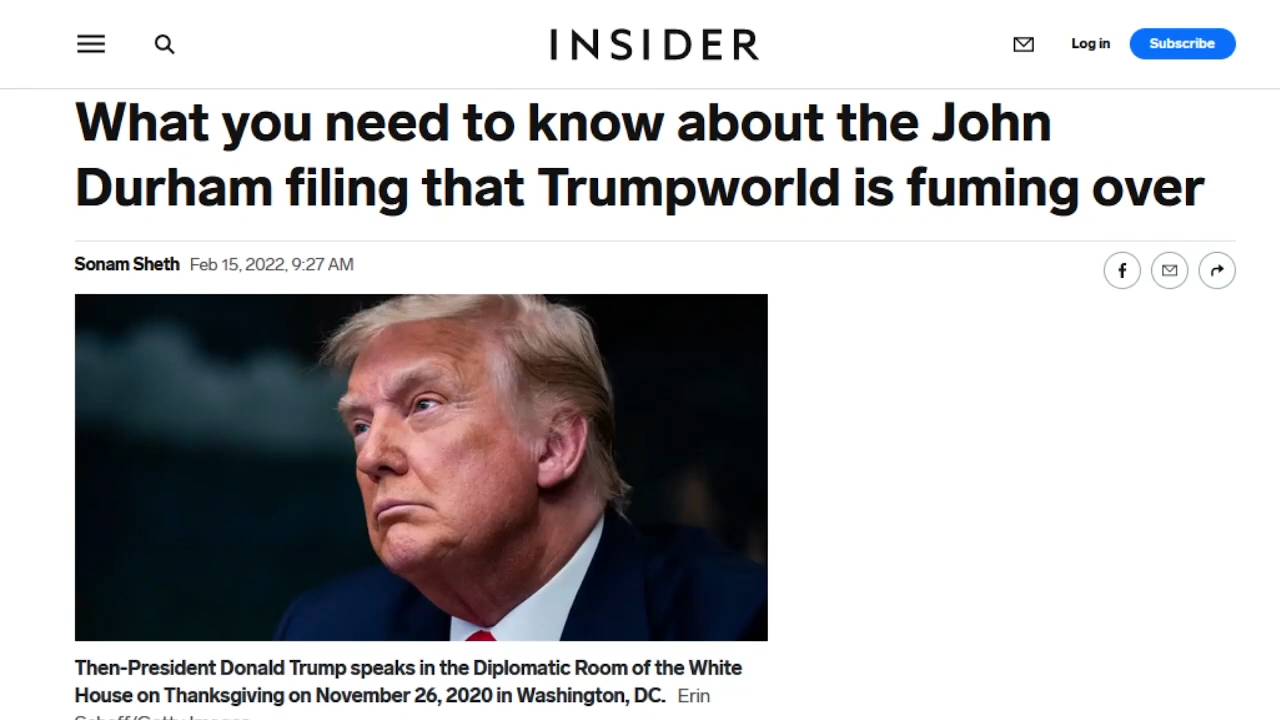 INSIDER
Log in
Subscribe
What you need to know about the John
Durham filing that Trumpworld is fuming over
Sonam Sheth Feb 15, 2022, 9:27 AM
Then-President Donald Trump speaks in the Diplomatic Room of the White
House on Thanksgiving on November 26, 2020 in Washington, DC. Erin